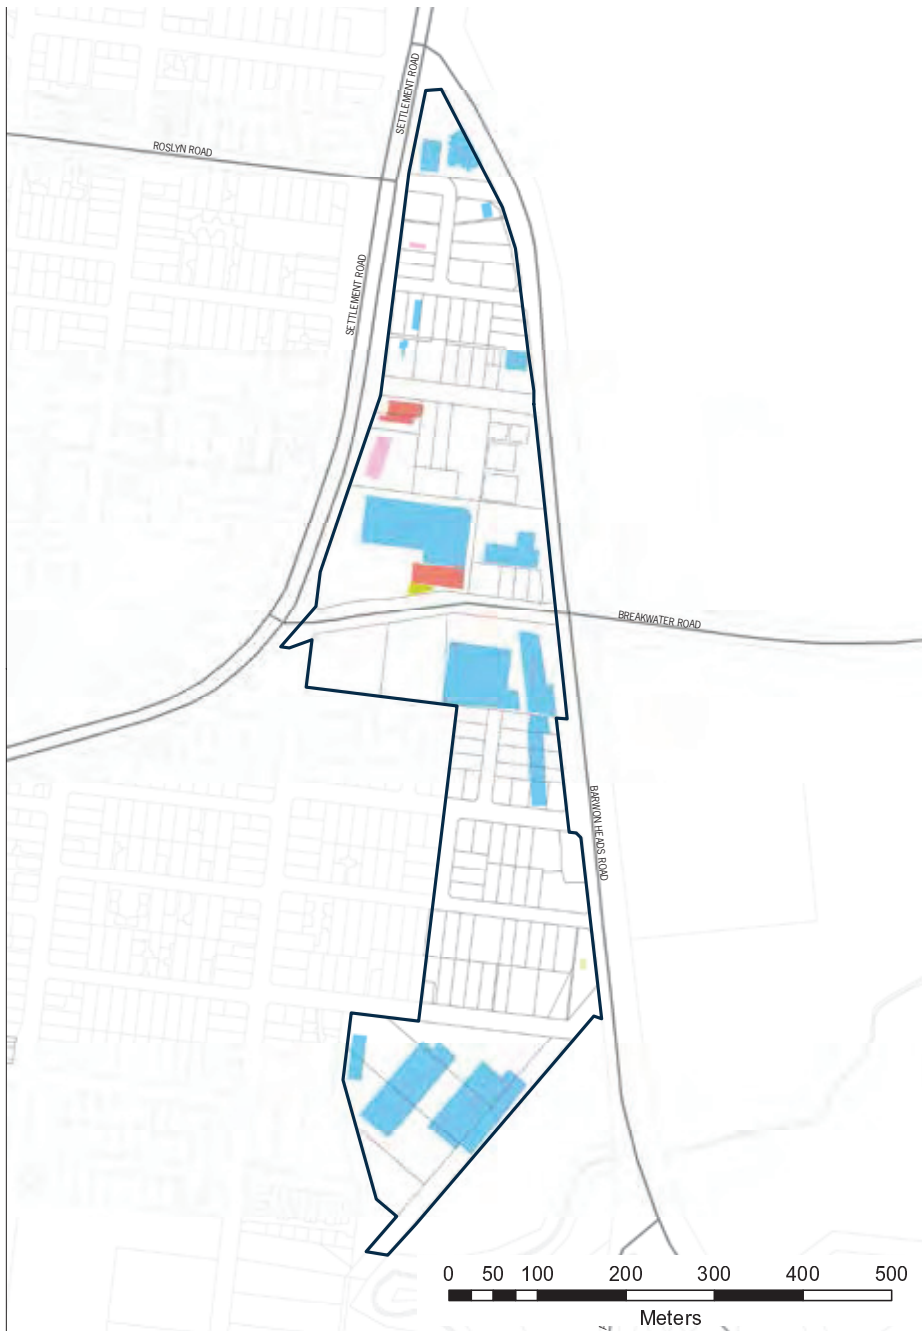 SETTLEMENT ROAD
ROSLYN ROAD
SETTLEMENT ROAD
BREAKWATER ROAD
BARWON HEADS ROAD
0 50 100 200 300 400 500
Meters